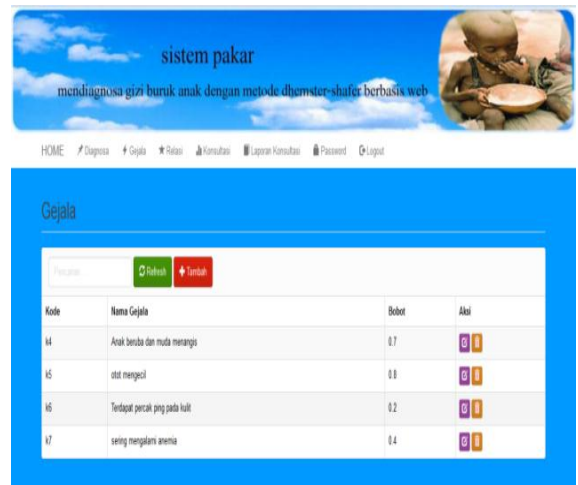 sistem pakar
mendiagnosa gizi buruk anak dengan metode dhemster-shafer berbasis web
HOME Diagnosa Gejala Relasi Konsultasi Laporan Konsultasi Password Logout
Gejala
Pencarian... Refresh Tambah
Kode Nama Gejala Bobot Aksi
k4 Anak beruba dan muda menangis 0.7
k5 otot mengecil 0.8
k6 Terdapat percak ping pada kulit 0.2
k7 sering mengalami anemia 0.4